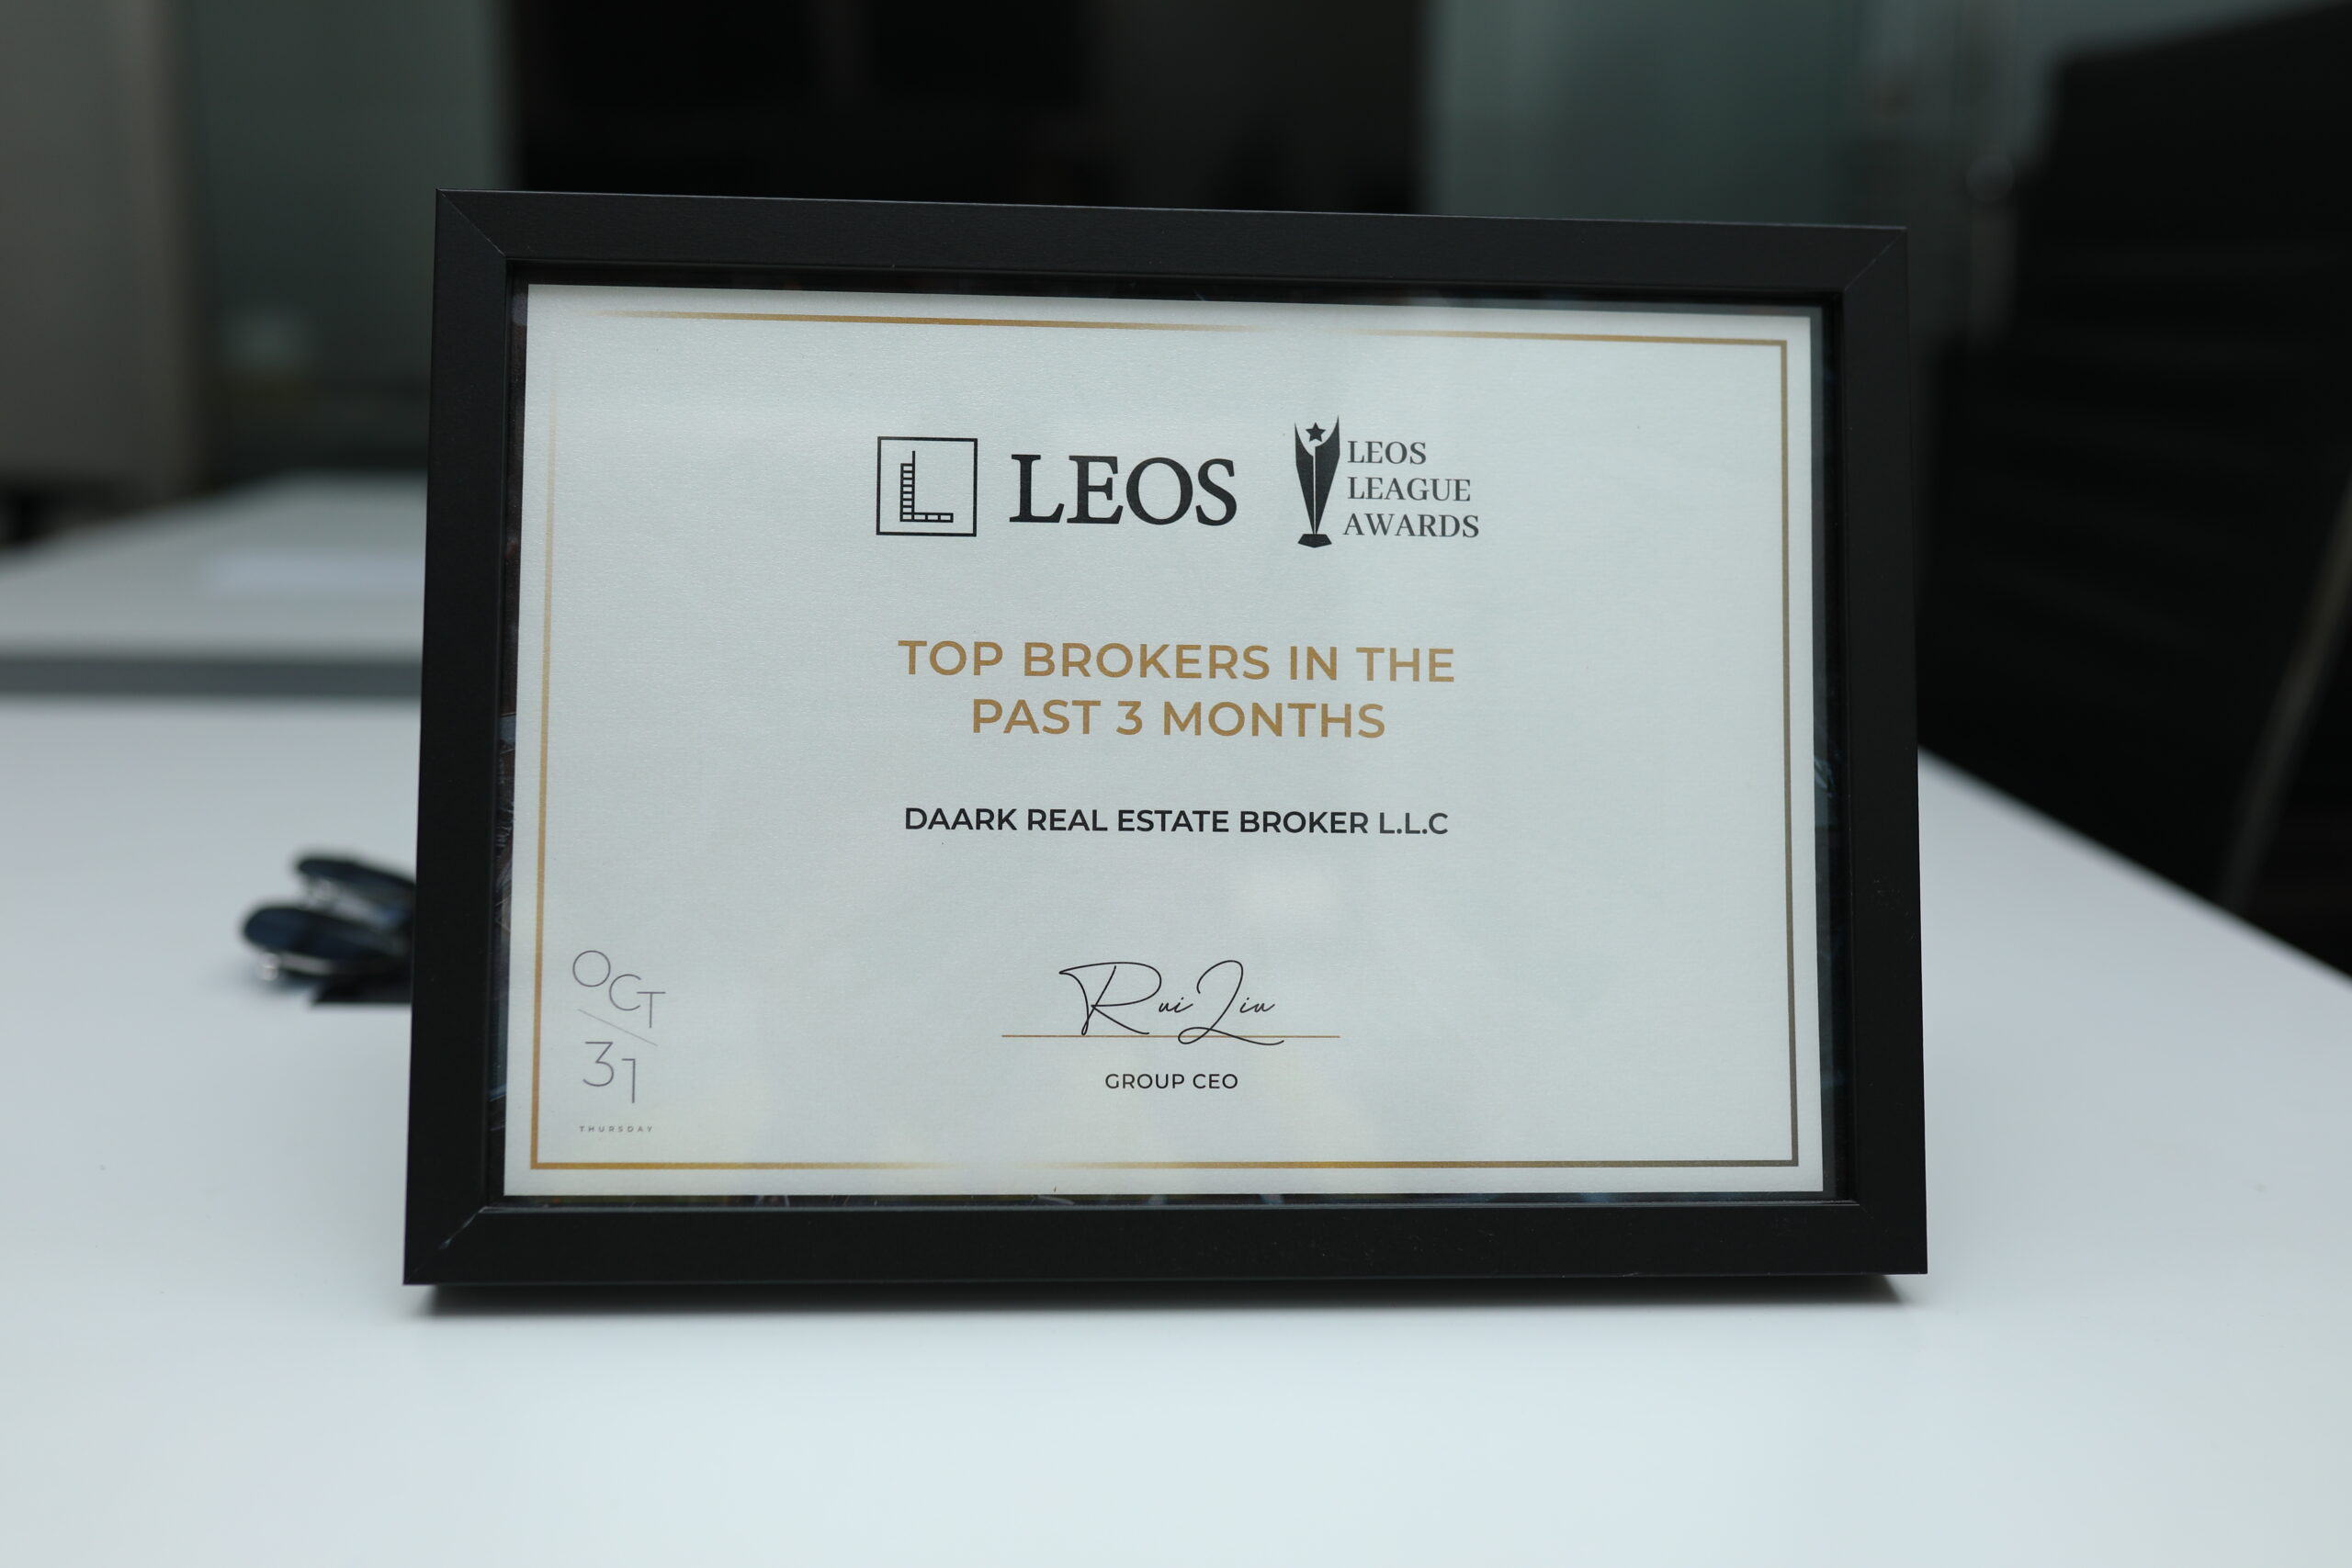 LEOS
LEOS
LEAGUE
AWARDS
TOP BROKERS IN THE
PAST 3 MONTHS
DAARK REAL ESTATE BROKER L.L.C
Rui Liu
GROUP CEO
OCT
31
THURSDAY